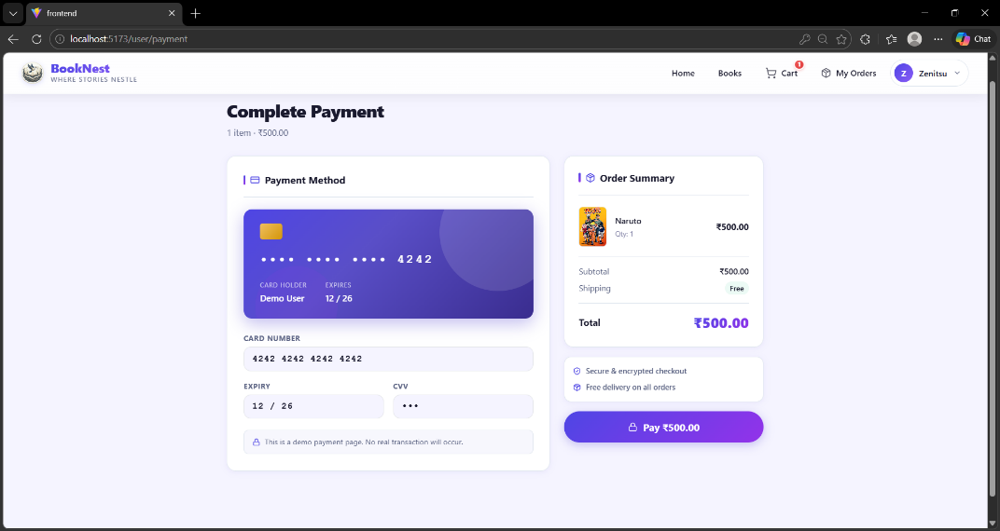 frontend
localhost:5173/user/payment
Chat
BookNest
WHERE STORIES NESTLE
Home
Books
Cart
1
My Orders
Z
Zenitsu
Complete Payment
1 item · ₹500.00
Payment Method
•••• •••• •••• 4242
CARD HOLDER
EXPIRES
Demo User
12 / 26
CARD NUMBER
4242 4242 4242 4242
EXPIRY
CVV
12 / 26
•••
This is a demo payment page. No real transaction will occur.
Order Summary
Naruto
Qty: 1
₹500.00
Subtotal
₹500.00
Shipping
Free
Total
₹500.00
Secure & encrypted checkout
Free delivery on all orders
Pay ₹500.00